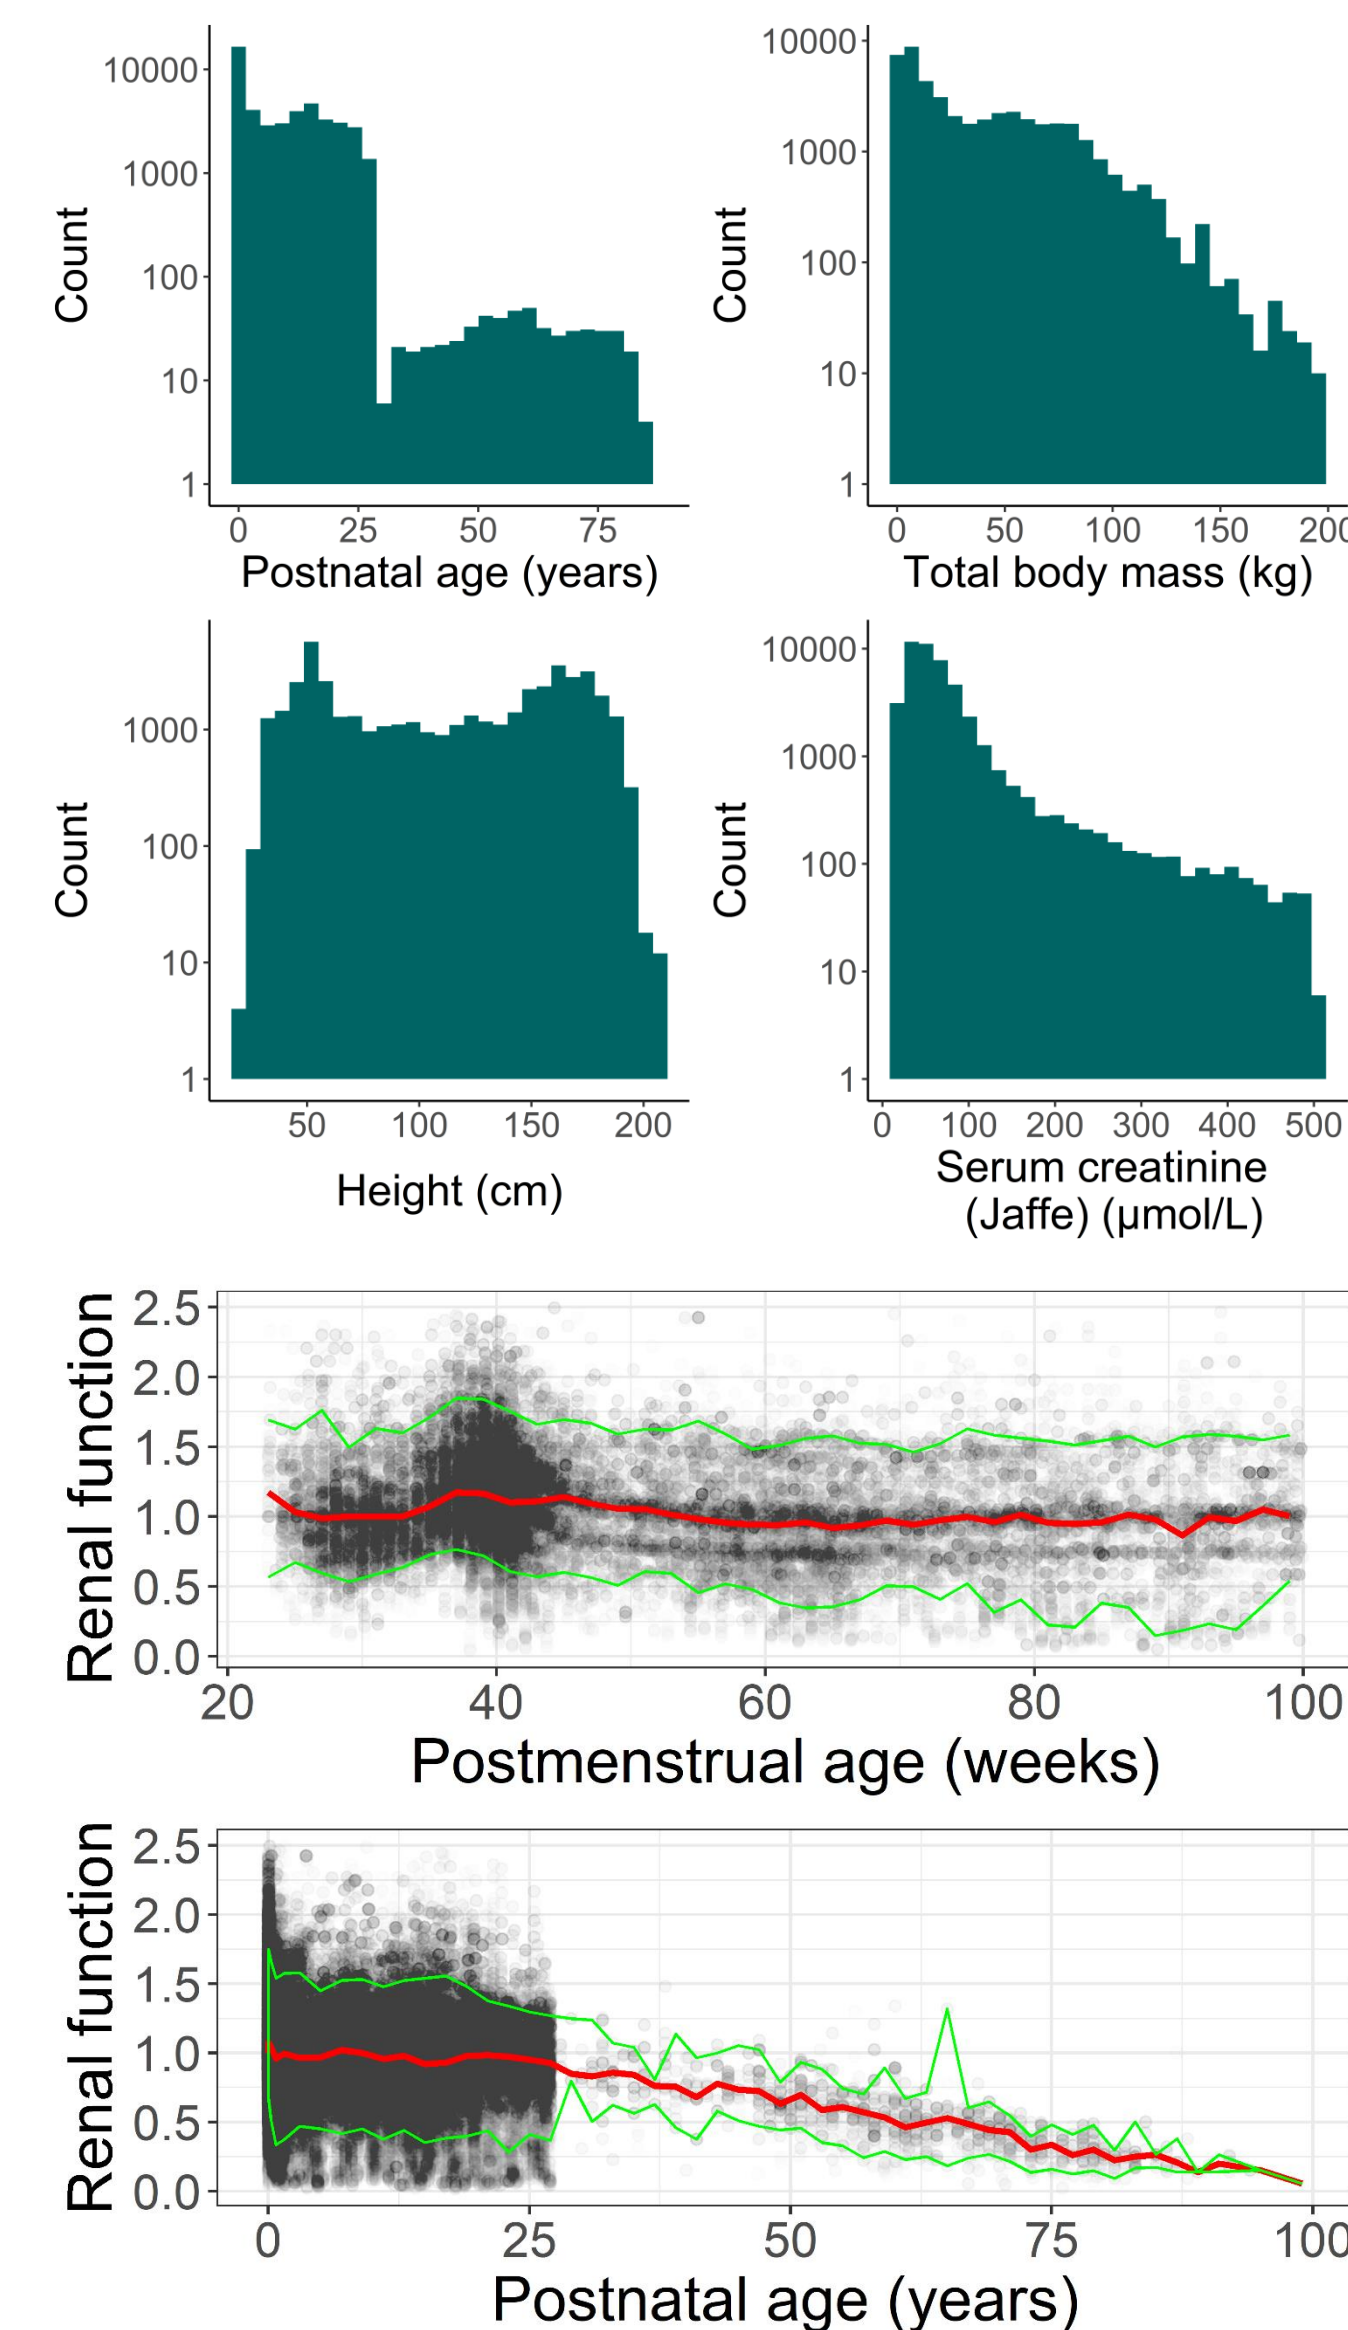 10000
1000
100
10
1
Count
0 25 50 75
Postnatal age (years)
10000
1000
100
10
1
Count
0 50 100 150 200
Total body mass (kg)
1000
100
10
1
Count
50 100 150 200
Height (cm)
10000
1000
100
10
1
Count
0 100 200 300 400 500
Serum creatinine
(Jaffe) (µmol/L)
2.5
2.0
1.5
1.0
0.5
0.0
Renal function
20 40 60 80 100
Postmenstrual age (weeks)
2.5
2.0
1.5
1.0
0.5
0.0
Renal function
0 25 50 75 100
Postnatal age (years)